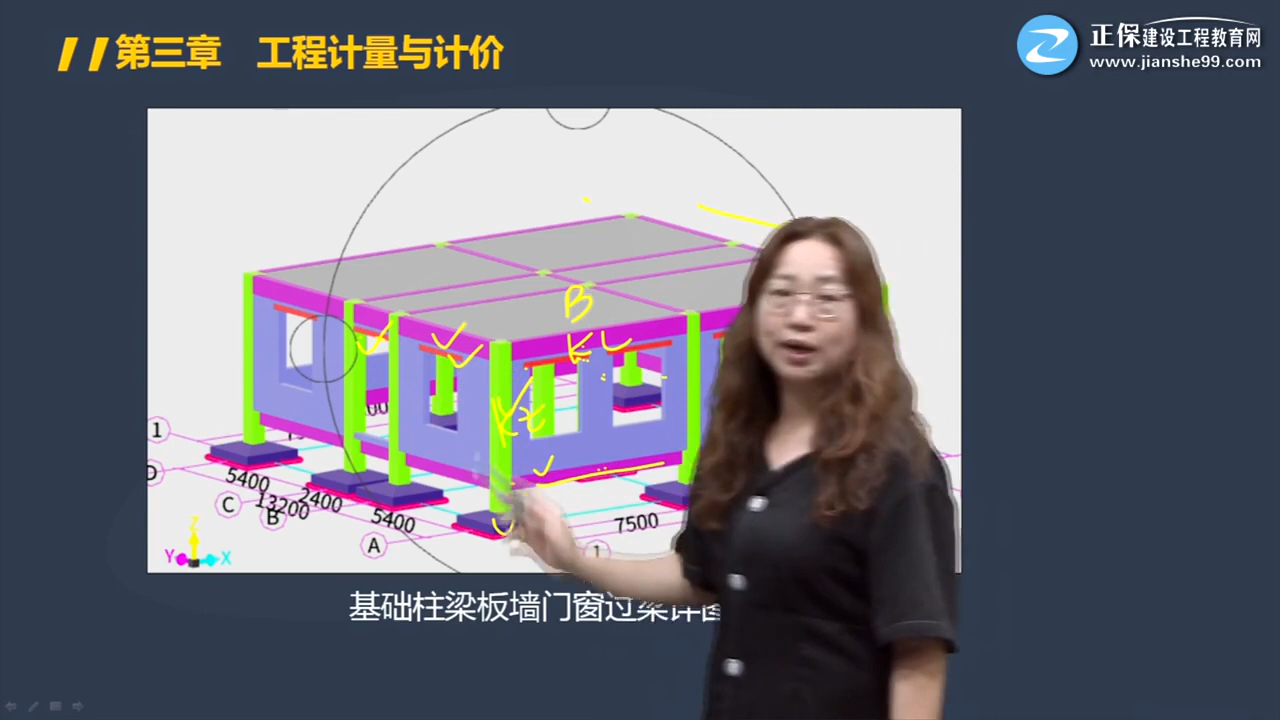 第三章 工程计量与计价
正保建设工程教育网
www.jianshe99.com
B
KL
KZ
1
D
C
B
A
5400
13200
2400
5400
7500
1
Z
Y
X
基础柱梁板墙门窗过梁详图